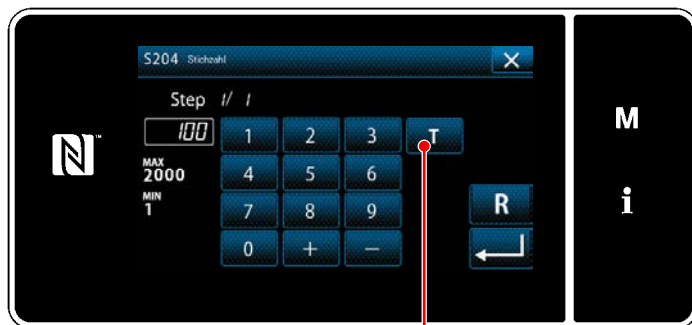 S204 Stichzahl
Step 1/ 1
100 1 2 3 T
MAX
2000 4 5 6
MIN
1 7 8 9 R
0 + −
M
i
N